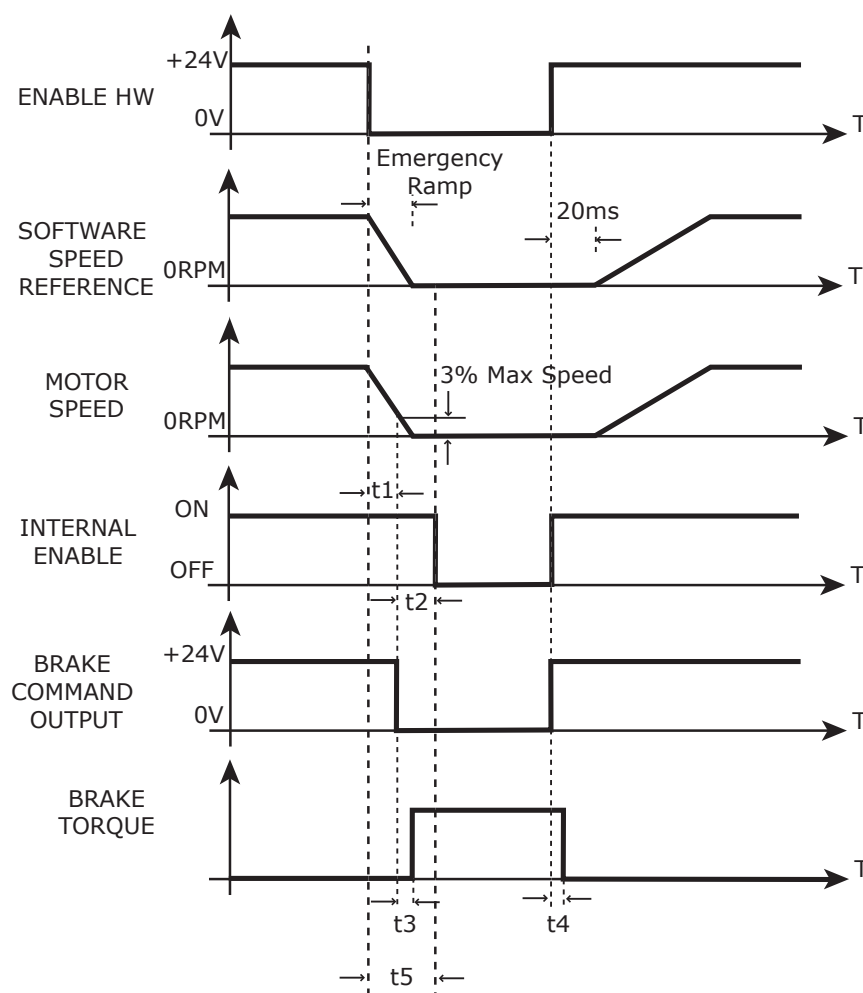 +24V
ENABLE HW
0V
T
Emergency
Ramp
20ms
SOFTWARE
SPEED
REFERENCE
0RPM
T
3% Max Speed
MOTOR
SPEED
0RPM
T
t1
ON
INTERNAL
ENABLE
OFF
T
t2
+24V
BRAKE
COMMAND
OUTPUT
0V
T
BRAKE
TORQUE
T
t3
t4
t5